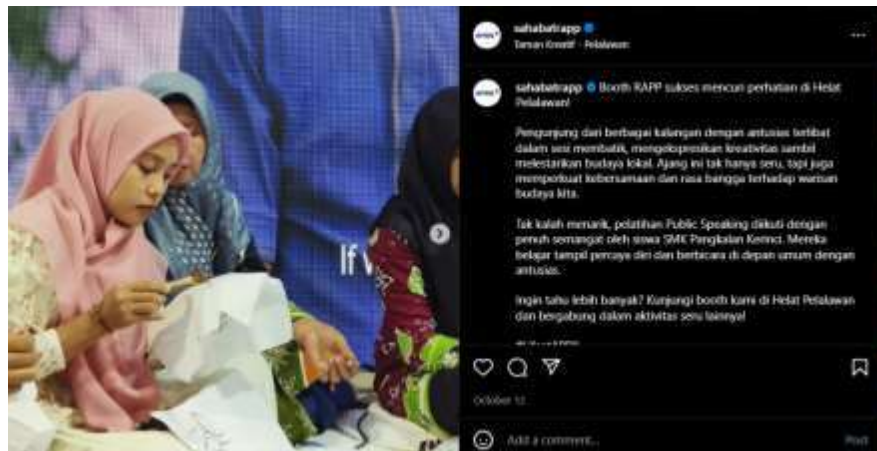 If
sahabatrapp
Taman Kreatif - Pelalawan
sahabatrapp Booth RAPP sukses mencuri perhatian di Helat
Pelalawan!
Pengunjung dari berbagai kalangan dengan antusias terlibat
dalam sesi membatik, mengekspresikan kreativitas sambil
melestarikan budaya lokal. Ajang ini tak hanya seru, tapi juga
memperkuat kebersamaan dan rasa bangga terhadap warisan
budaya kita.
Tak kalah menarik, pelatihan Public Speaking diikuti dengan
penuh semangat oleh siswa SMK Pangkalan Kerinci. Mereka
belajar tampil percaya diri dan berbicara di depan umum dengan
antusias.
Ingin tahu lebih banyak? Kunjungi booth kami di Helat Pelalawan
dan bergabung dalam aktivitas seru lainnya!
October 12
Add a comment...
Post